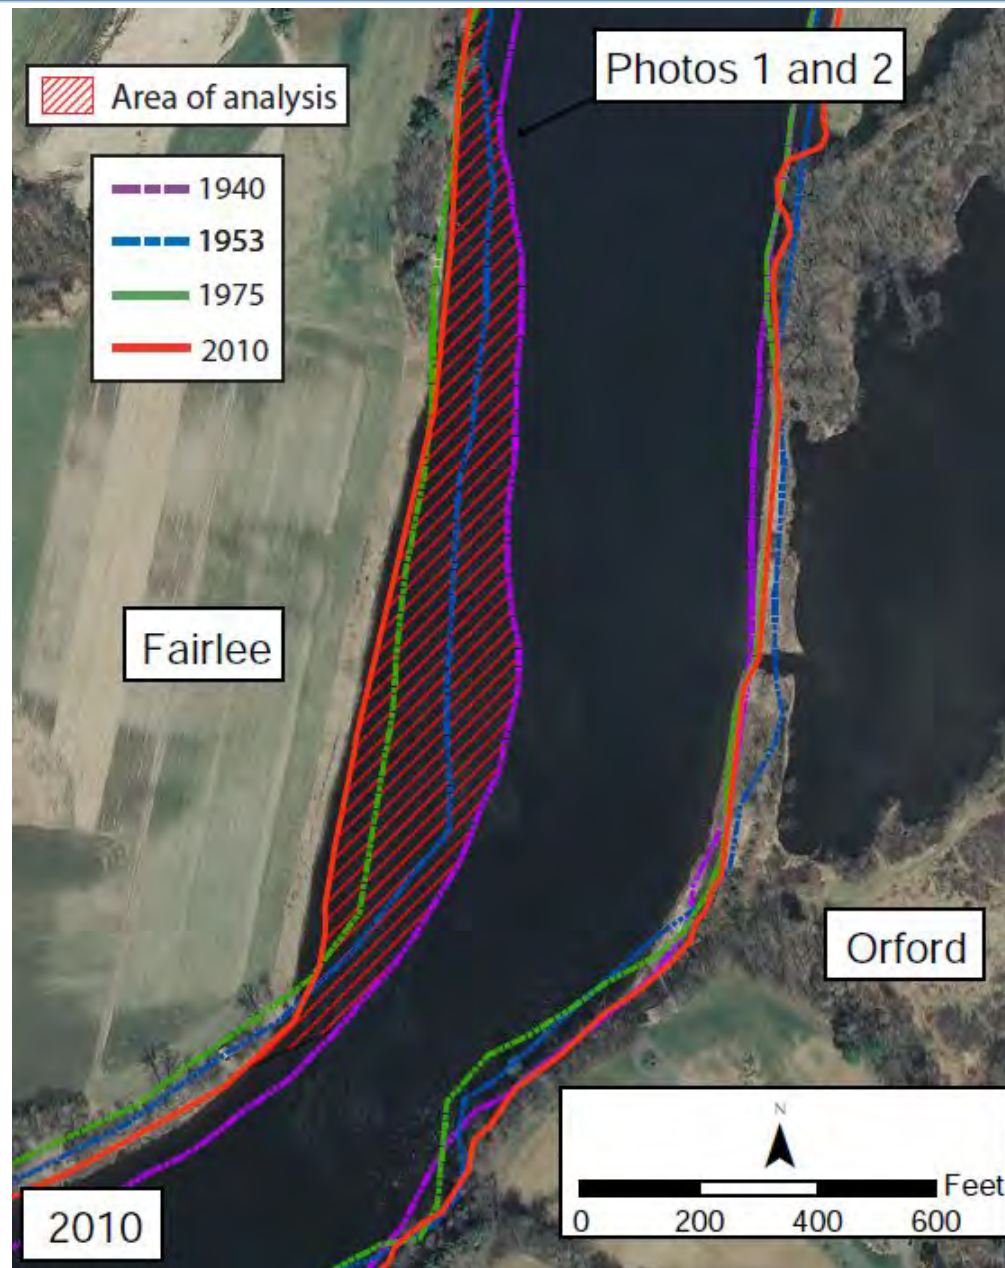 Photos 1 and 2
Area of analysis
1940
1953
1975
2010
Fairlee
Orford
N
Feet
0 200 400 600
2010